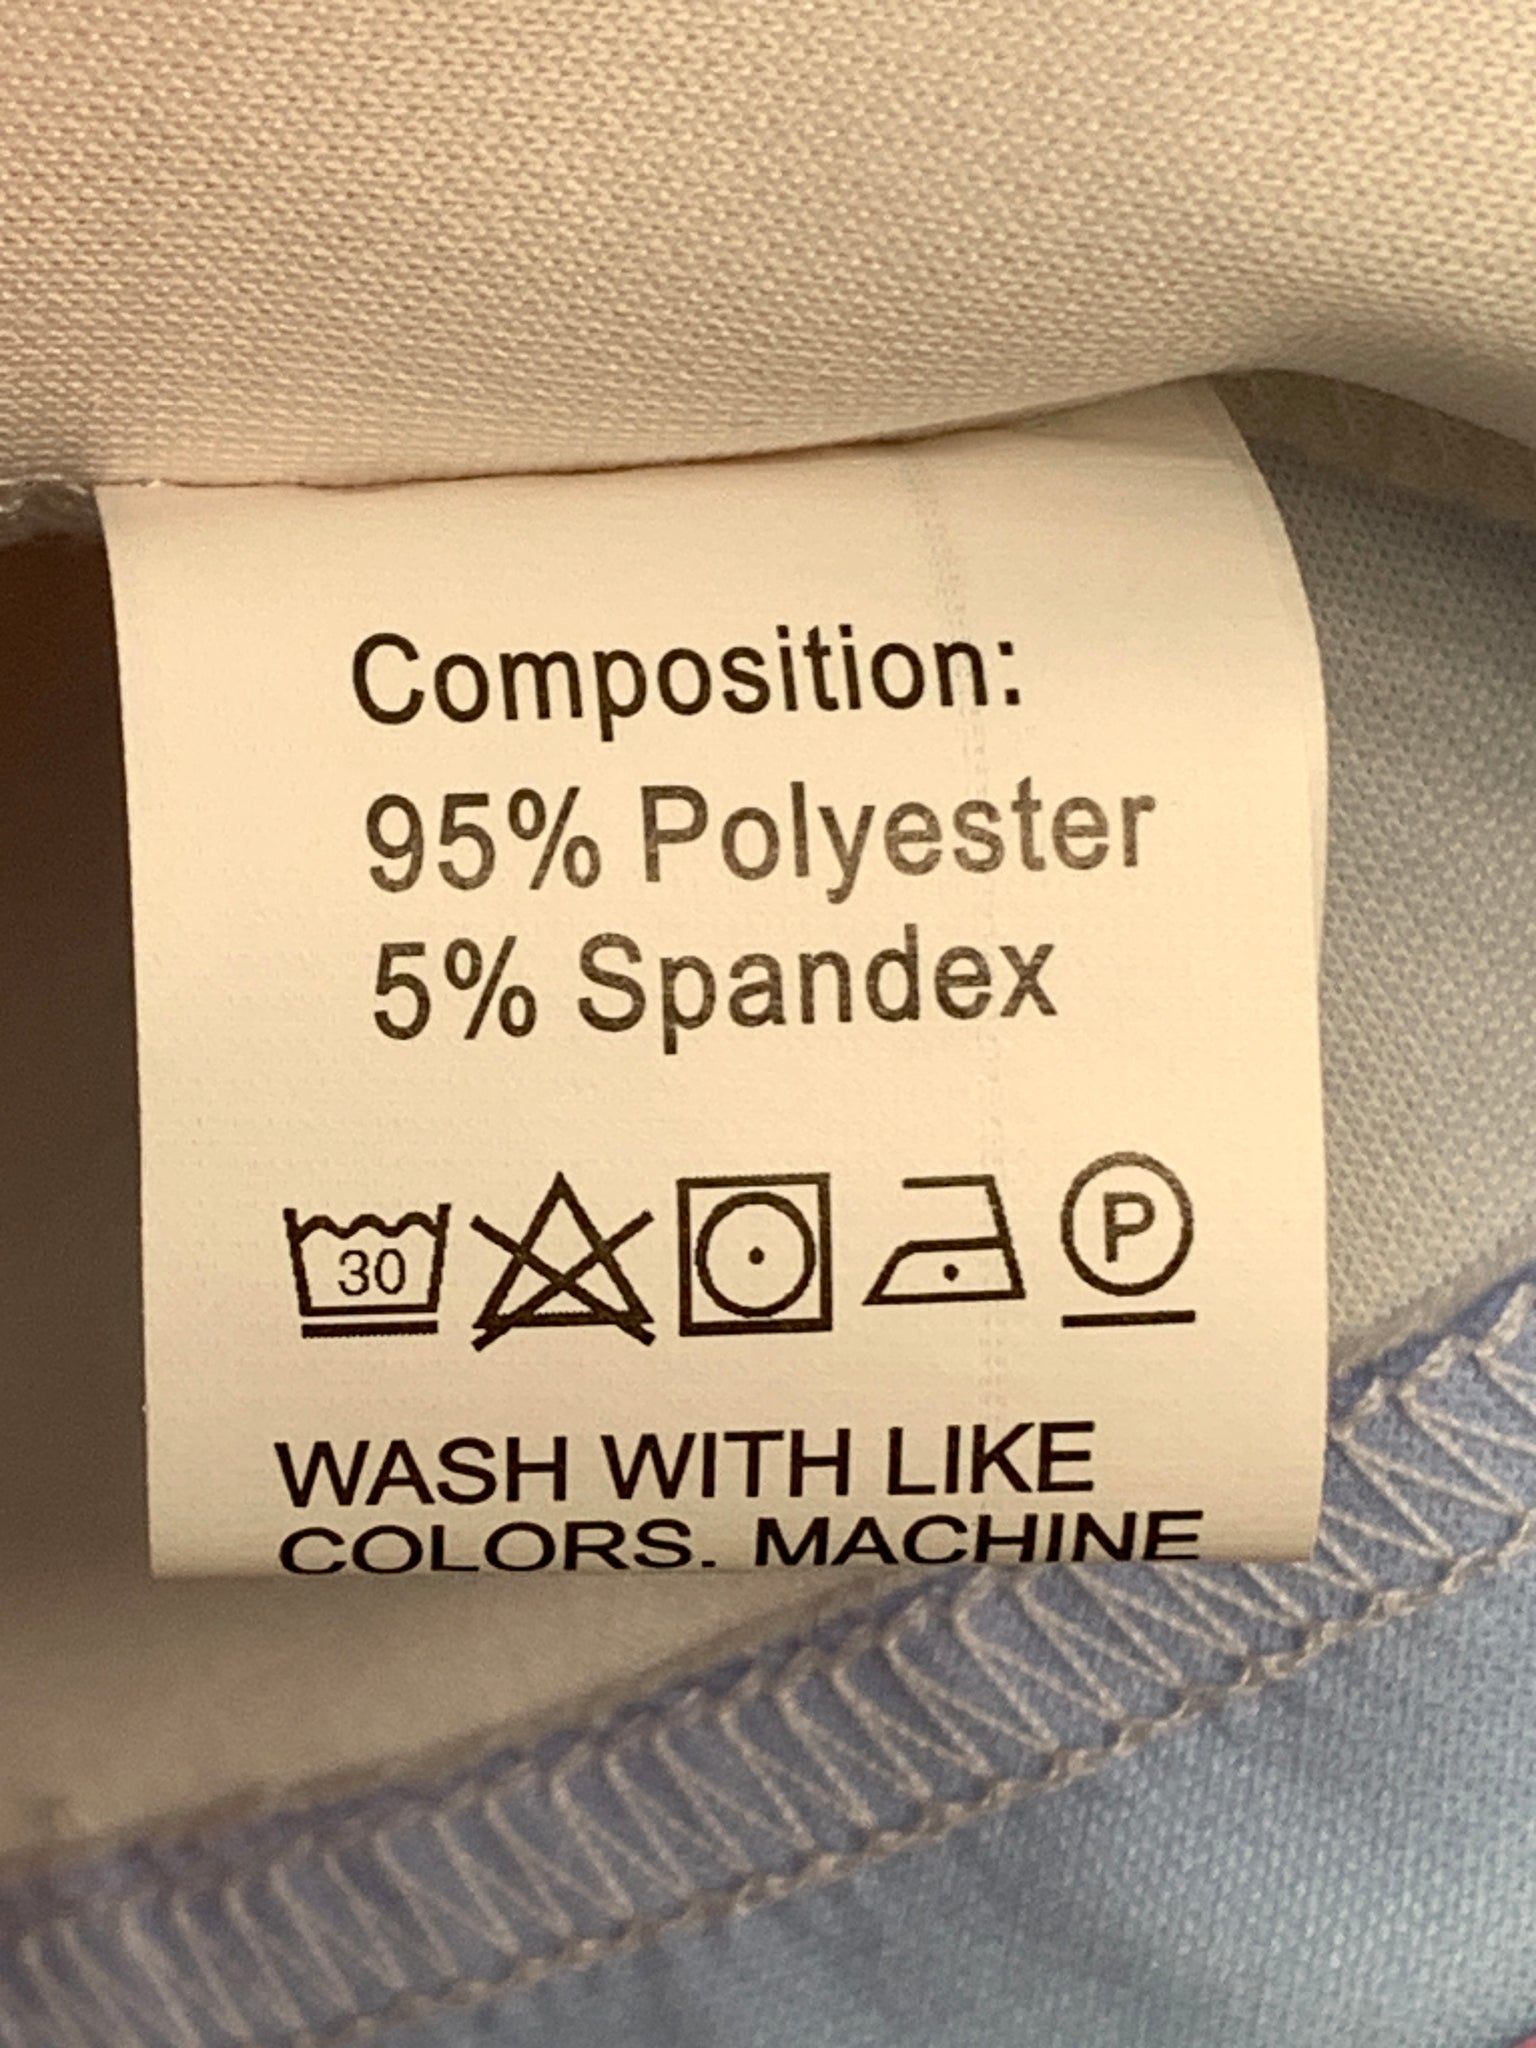 Composition:
95% Polyester
5% Spandex
30 P
WASH WITH LIKE
COLORS. MACHINE